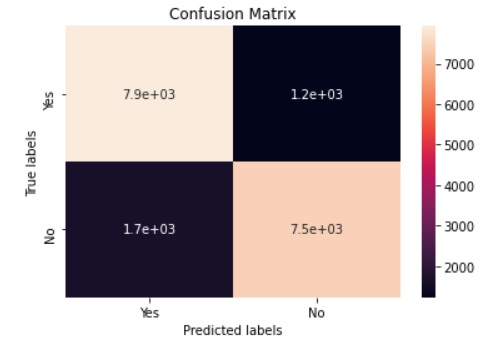 Confusion Matrix
Yes
7.9e+03
1.2e+03
7000
6000
5000
4000
3000
2000
True labels
No
1.7e+03
7.5e+03
Yes
No
Predicted labels